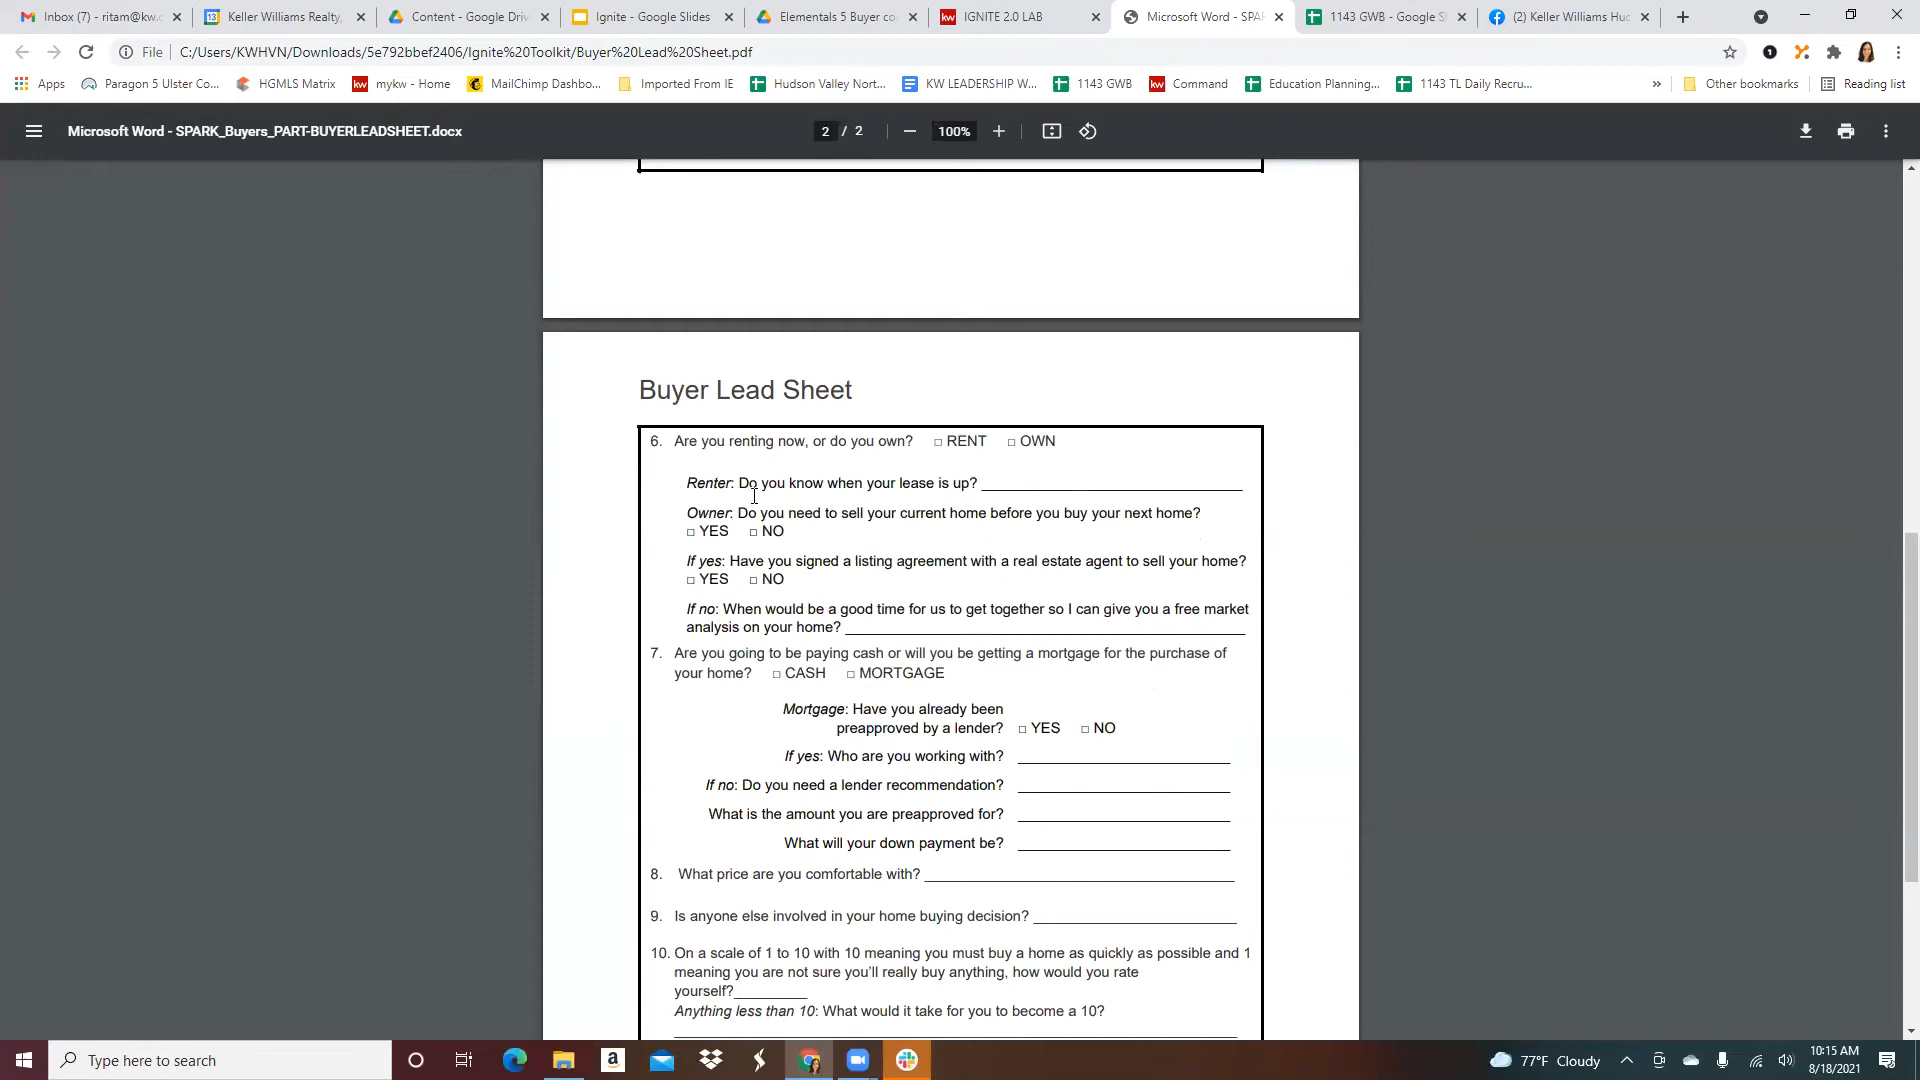 Inbox (7) - ritam@kw.c
Keller Williams Realty,
Content - Google Driv
Ignite - Google Slides
Elementals 5 Buyer co
IGNITE 2.0 LAB
Microsoft Word - SPA
1143 GWB - Google S
(2) Keller Williams Huc
File
C:/Users/KWHVN/Downloads/5e792bbef2406/Ignite%20Toolkit/Buyer%20Lead%20Sheet.pdf
Apps
Paragon 5 Ulster Co...
HGMLS Matrix
mykw - Home
MailChimp Dashbo...
Imported From IE
Hudson Valley Nort...
KW LEADERSHIP W...
1143 GWB
Command
Education Planning...
1143 TL Daily Recru...
»
Other bookmarks
Reading list
Microsoft Word - SPARK_Buyers_PART-BUYERLEADSHEET.docx
2 / 2
100%
Buyer Lead Sheet
6. Are you renting now, or do you own? □ RENT □ OWN
Renter: Do you know when your lease is up? ____
Owner: Do you need to sell your current home before you buy your next home?
□ YES □ NO
If yes: Have you signed a listing agreement with a real estate agent to sell your home?
□ YES □ NO
If no: When would be a good time for us to get together so I can give you a free market
analysis on your home? ____
7. Are you going to be paying cash or will you be getting a mortgage for the purchase of
your home? □ CASH □ MORTGAGE
Mortgage: Have you already been
preapproved by a lender? □ YES □ NO
If yes: Who are you working with? ____
If no: Do you need a lender recommendation? ____
What is the amount you are preapproved for? ____
What will your down payment be? ____
8. What price are you comfortable with? ____
9. Is anyone else involved in your home buying decision? ____
10. On a scale of 1 to 10 with 10 meaning you must buy a home as quickly as possible and 1
meaning you are not sure you'll really buy anything, how would you rate
yourself?____
Anything less than 10: What would it take for you to become a 10?
Type here to search
77°F Cloudy
10:15 AM
8/18/2021